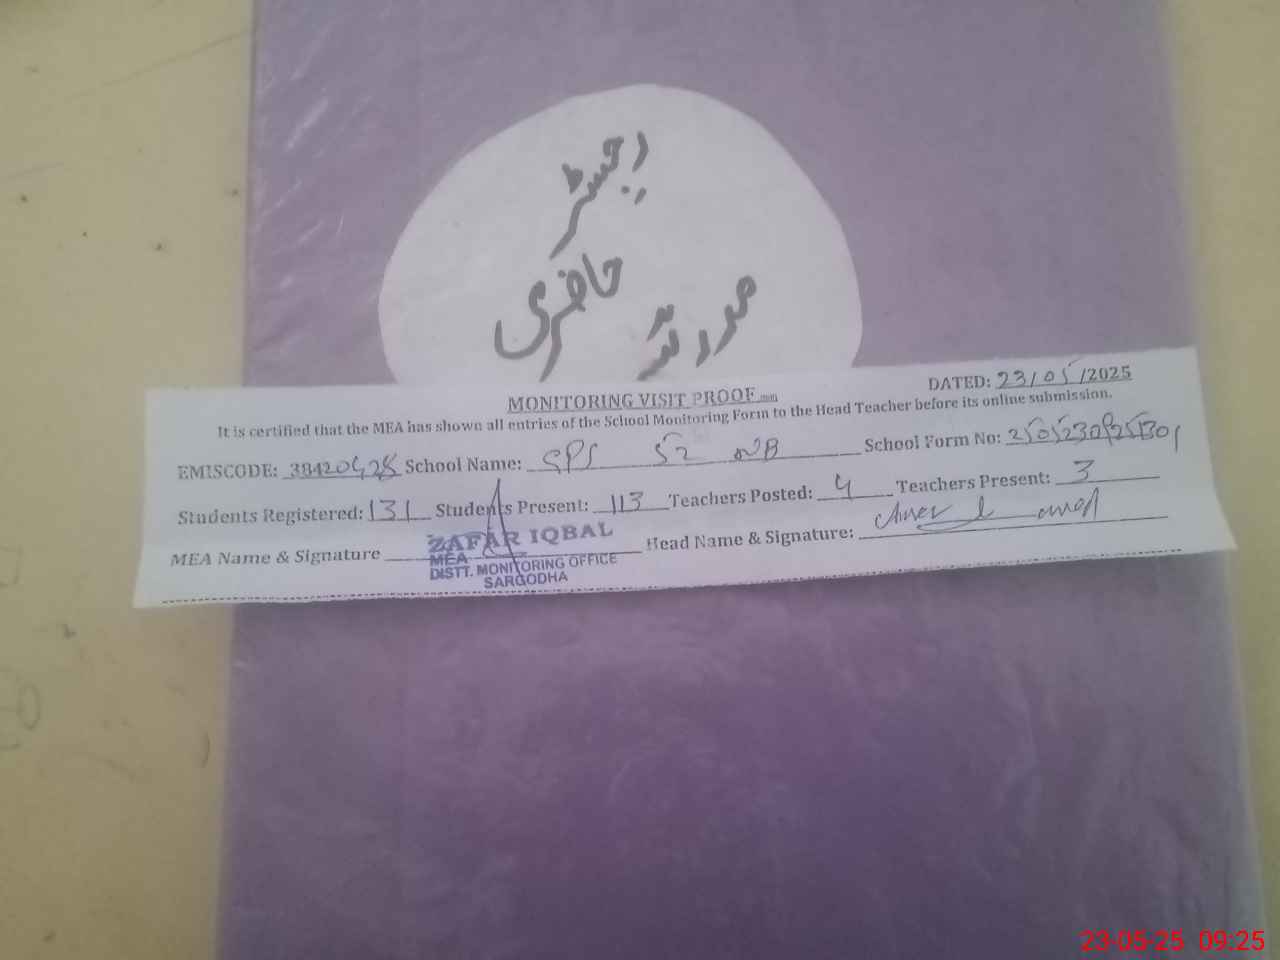 رجسٹر
حاضری
مدرسہ
DATED: 23/05/2025
MONITORING VISIT PROOF
It is certified that the MEA has shown all entries of the School Monitoring Form to the Head Teacher before its online submission.
EMISCODE: 38420428 School Name: GPS 52 NB School Form No:
Students Registered: 131 Students Present: 113 Teachers Posted: 4 Teachers Present: 3
MEA Name & Signature Head Name & Signature:
ZAFAR IQBAL
MEA
DISTT. MONITORING OFFICE
SARGODHA
23-05-25 09:25